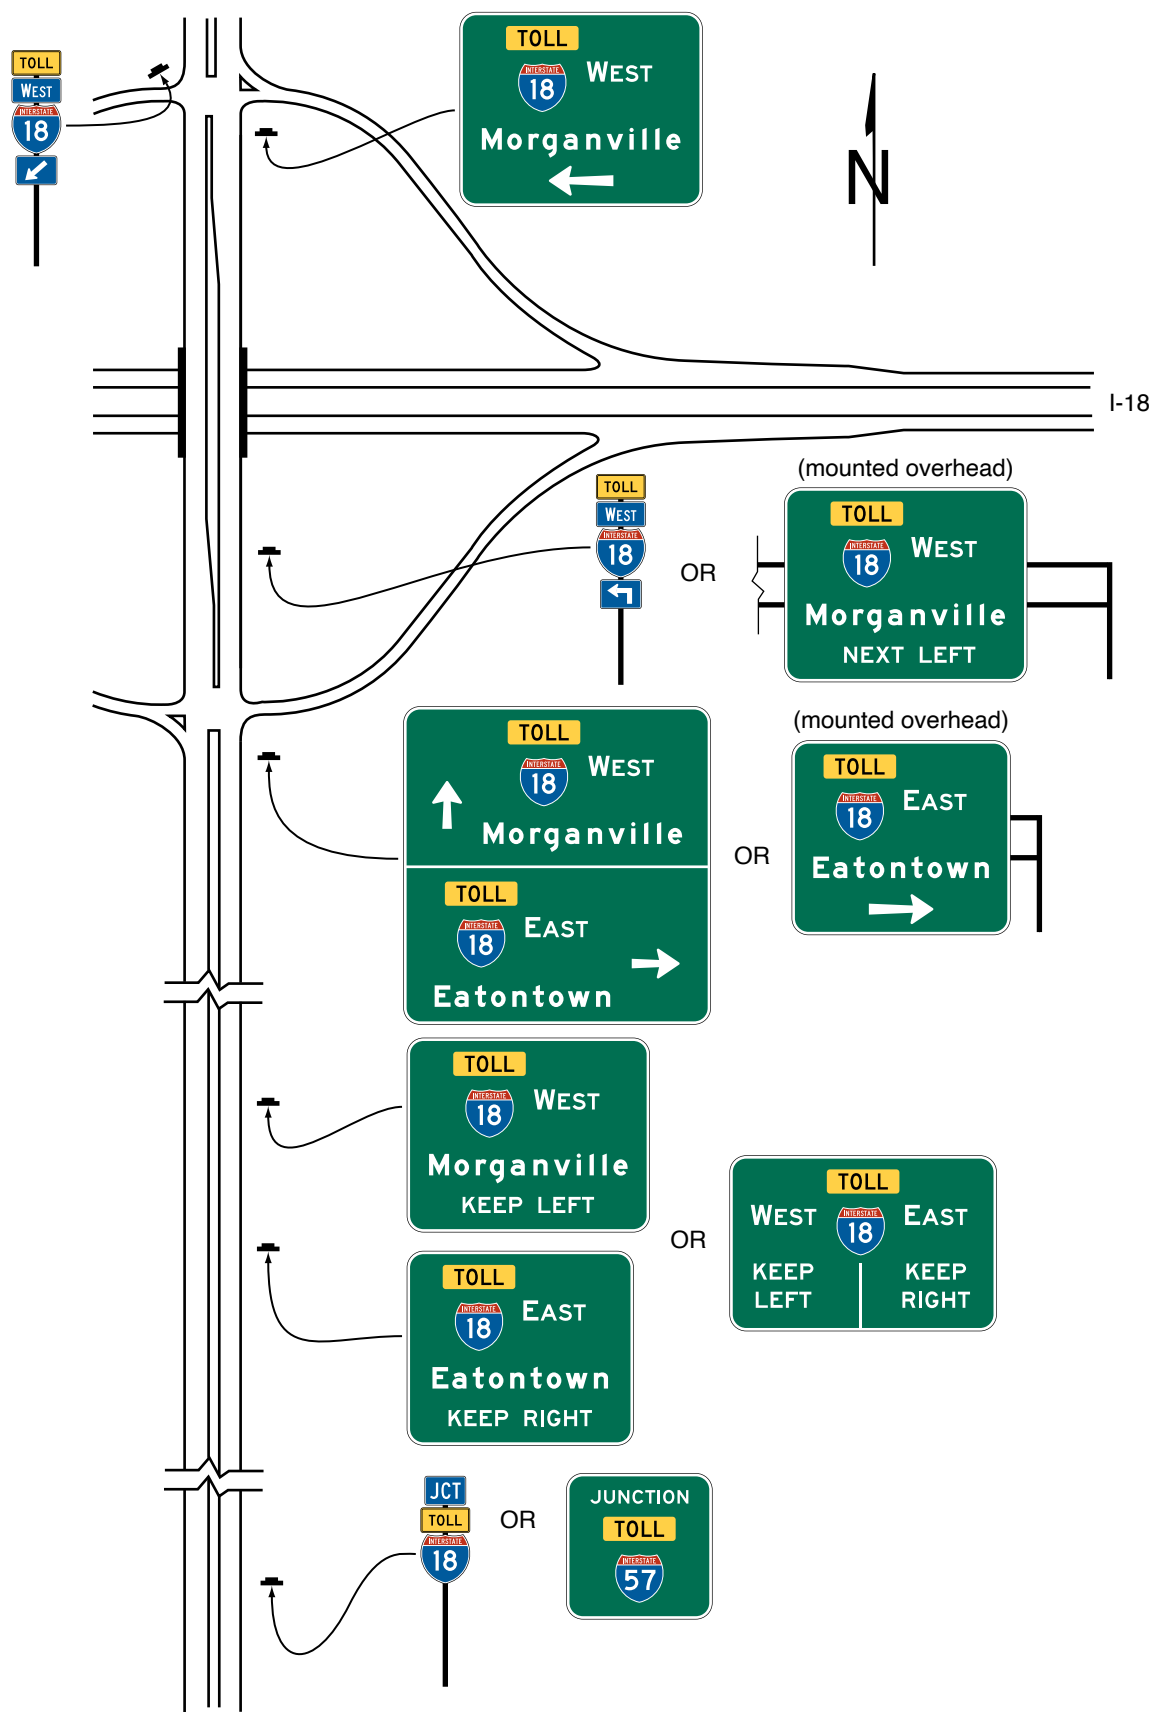 TOLL
WEST
INTERSTATE
18
TOLL
INTERSTATE
18
WEST
Morganville
N
I-18
TOLL
WEST
INTERSTATE
18
OR
(mounted overhead)
TOLL
INTERSTATE
18
WEST
Morganville
NEXT LEFT
TOLL
INTERSTATE
18
WEST
Morganville
TOLL
INTERSTATE
18
EAST
Eatontown
OR
(mounted overhead)
TOLL
INTERSTATE
18
EAST
Eatontown
TOLL
INTERSTATE
18
WEST
Morganville
KEEP LEFT
TOLL
INTERSTATE
18
EAST
Eatontown
KEEP RIGHT
OR
TOLL
WEST
INTERSTATE
18
EAST
KEEP
LEFT
KEEP
RIGHT
JCT
TOLL
INTERSTATE
18
OR
JUNCTION
TOLL
INTERSTATE
57